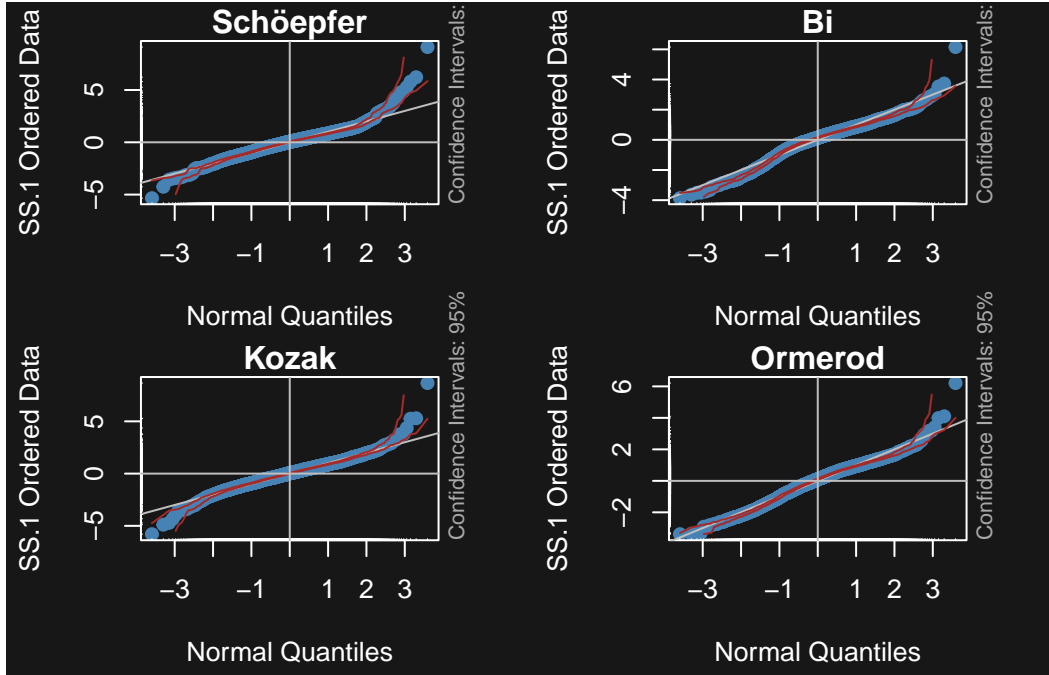 Schöepfer
SS.1 Ordered Data
5
0
−5
−3
−1
1
2
3
Normal Quantiles
Confidence Intervals:
Bi
SS.1 Ordered Data
4
0
−4
−3
−1
1
2
3
Normal Quantiles
Confidence Intervals:
Kozak
SS.1 Ordered Data
5
0
−5
−3
−1
1
2
3
Normal Quantiles
Confidence Intervals: 95%
Ormerod
SS.1 Ordered Data
6
2
−2
−3
−1
1
2
3
Normal Quantiles
Confidence Intervals: 95%